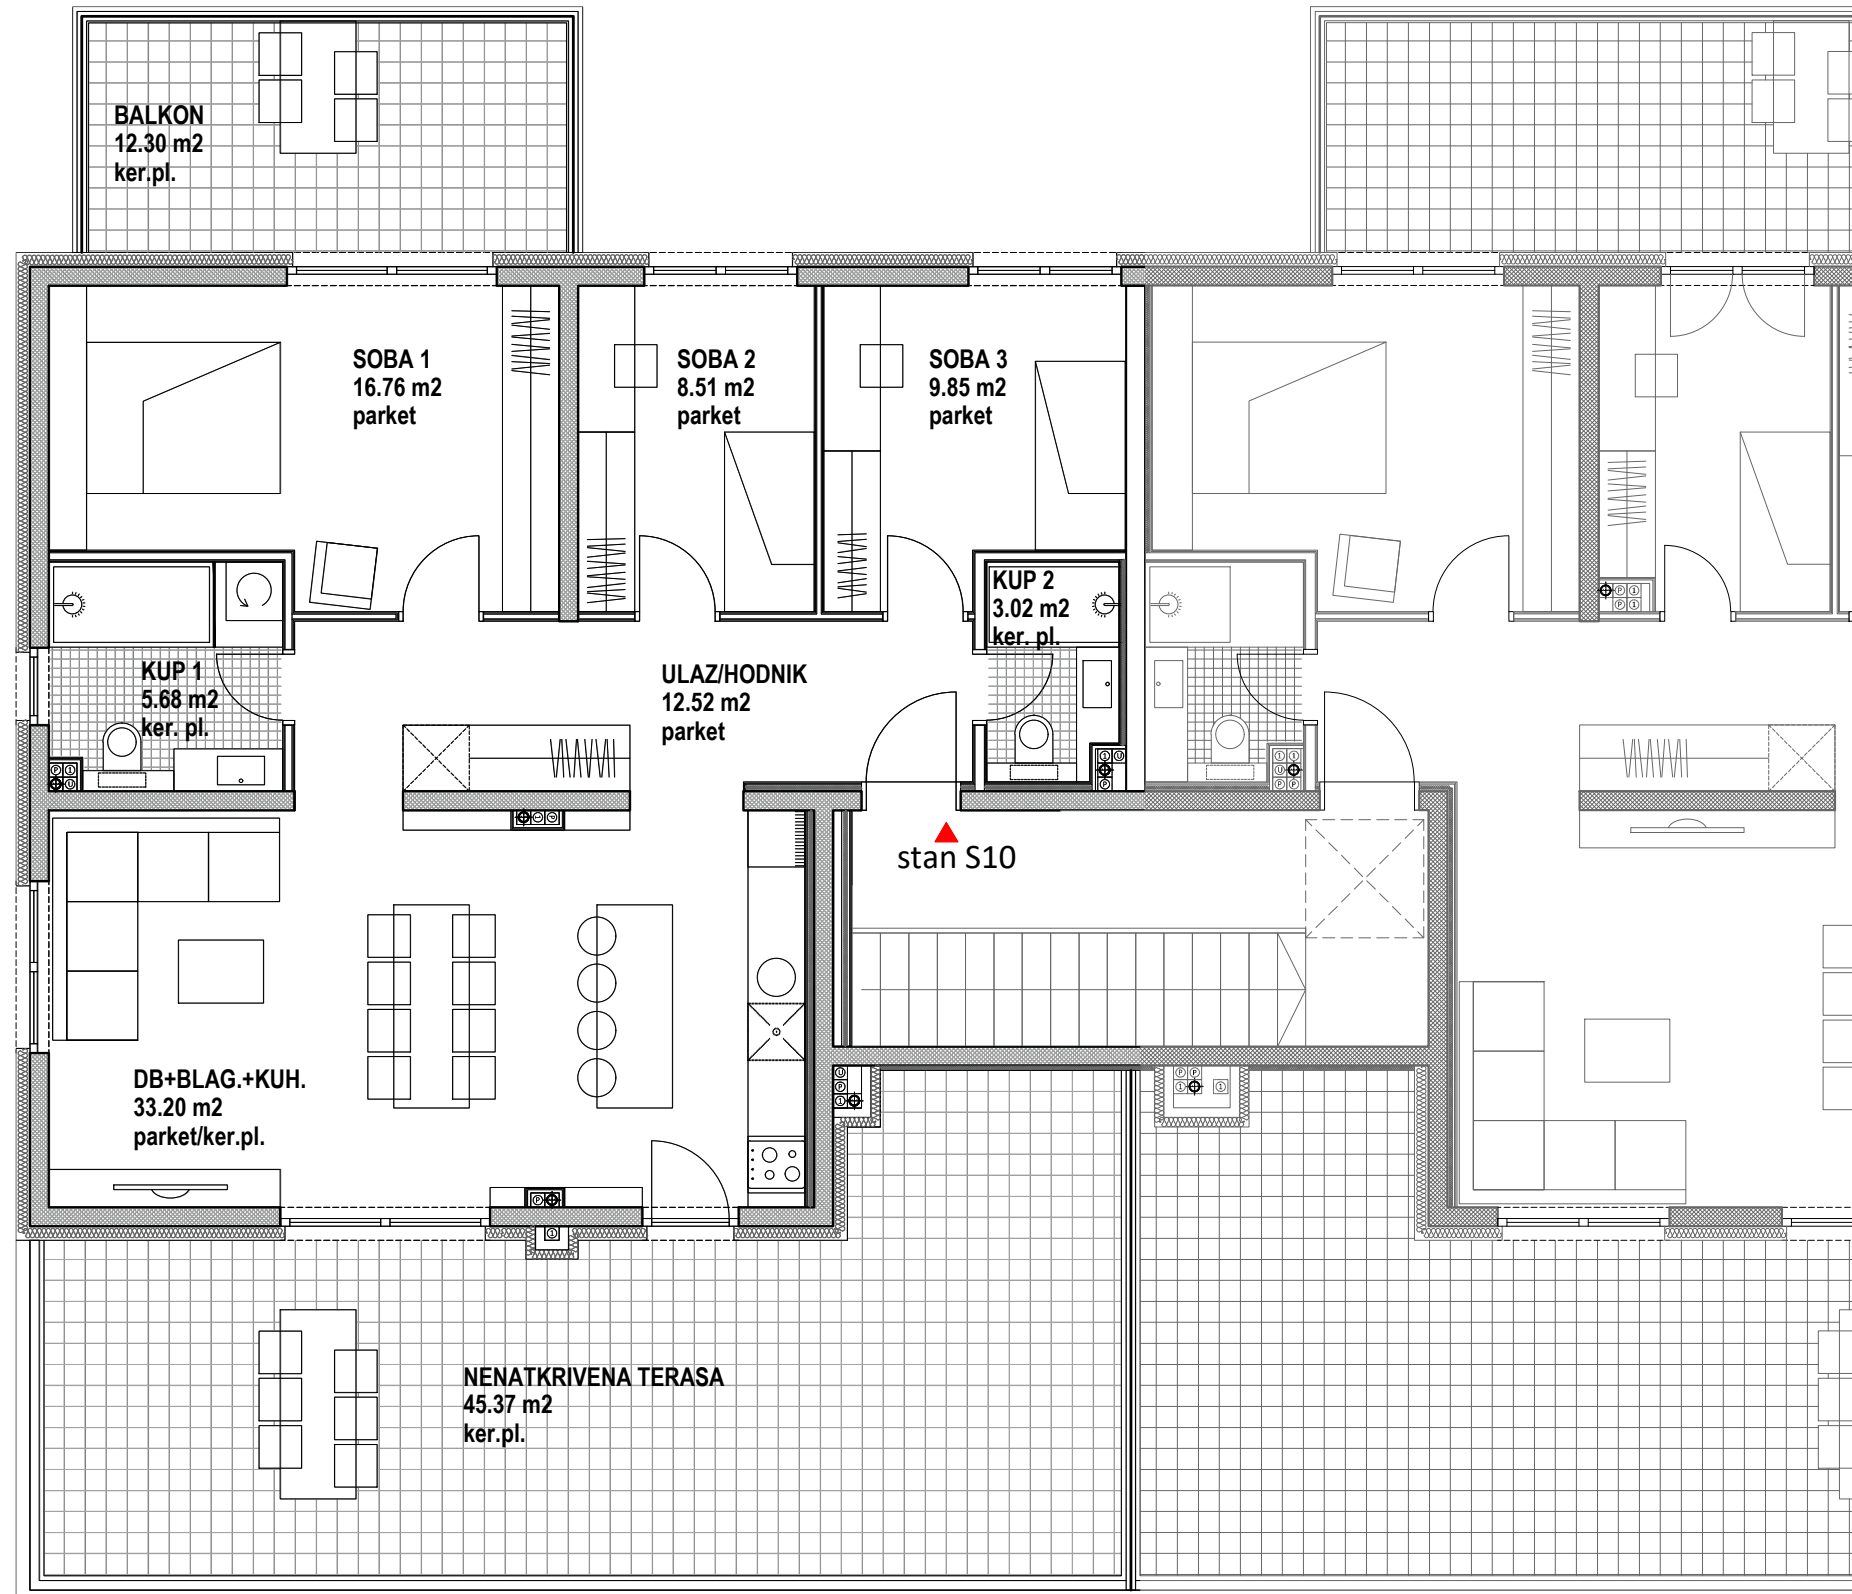 BALKON
12.30 m2
ker.pl.
SOBA 1
16.76 m2
parket
SOBA 2
8.51 m2
parket
SOBA 3
9.85 m2
parket
KUP 2
3.02 m2
ker. pl.
KUP 1
5.68 m2
ker. pl.
ULAZ/HODNIK
12.52 m2
parket
stan S10
DB+BLAG.+KUH.
33.20 m2
parket/ker.pl.
NENATKRIVENA TERASA
45.37 m2
ker.pl.